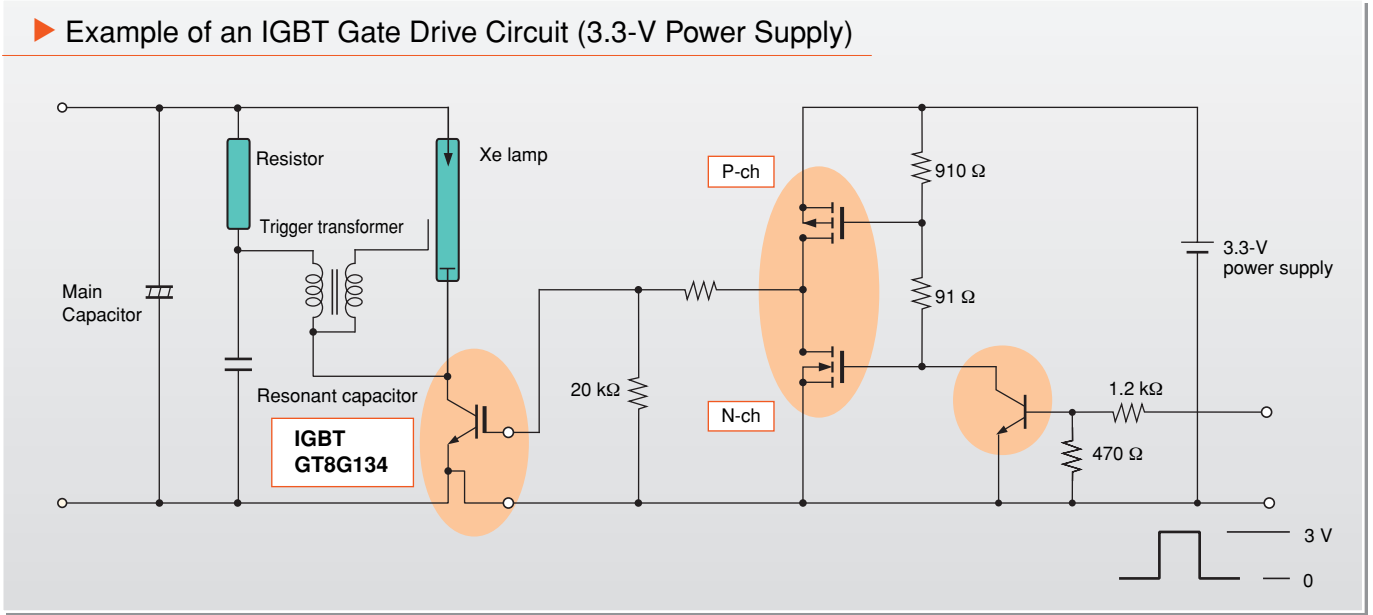 Example of an IGBT Gate Drive Circuit (3.3-V Power Supply)
Resistor
Xe lamp
Trigger transformer
Main
Capacitor
Resonant capacitor
IGBT
GT8G134
20 kΩ
P-ch
N-ch
910 Ω
91 Ω
3.3-V
power supply
1.2 kΩ
470 Ω
3 V
0